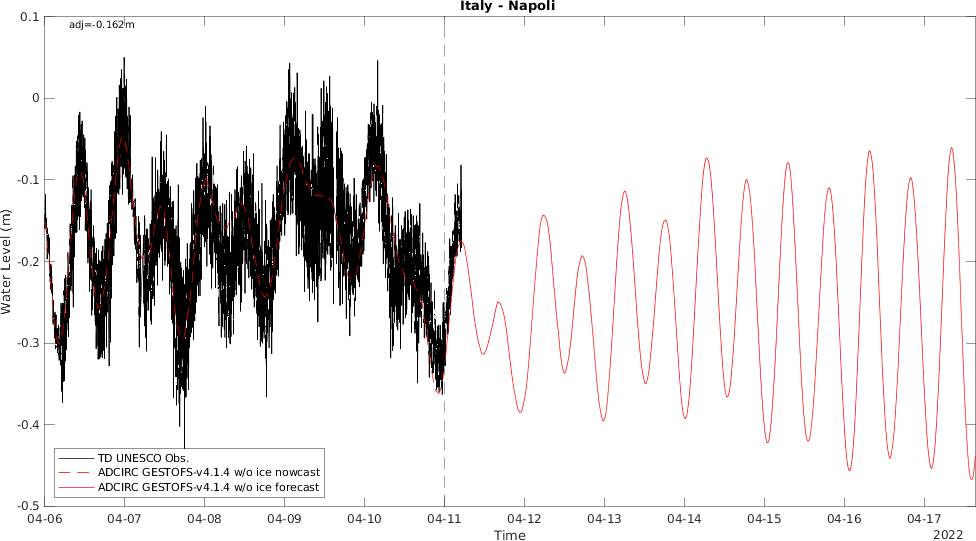 Italy - Napoli
adj=-0.162m
0.1
0
-0.1
-0.2
-0.3
-0.4
-0.5
Water Level (m)
TD UNESCO Obs.
ADCIRC GESTOFS-v4.1.4 w/o ice nowcast
ADCIRC GESTOFS-v4.1.4 w/o ice forecast
04-06 04-07 04-08 04-09 04-10 04-11 04-12 04-13 04-14 04-15 04-16 04-17
Time
2022